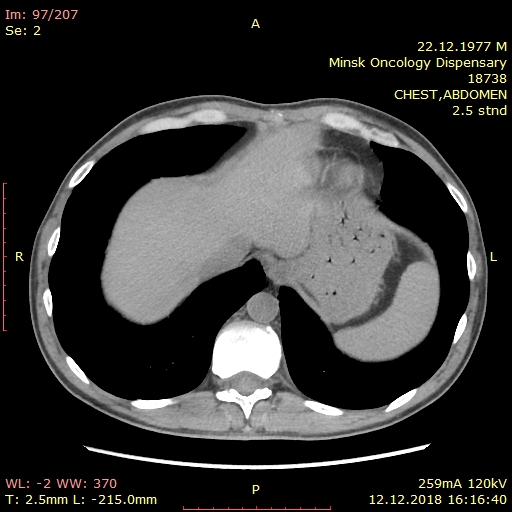 Im: 97/207
Se: 2
A
22.12.1977 M
Minsk Oncology Dispensary
18738
CHEST,ABDOMEN
2.5 stnd
R
L
WL: -2 WW: 370
T: 2.5mm L: -215.0mm
P
259mA 120kV
12.12.2018 16:16:40